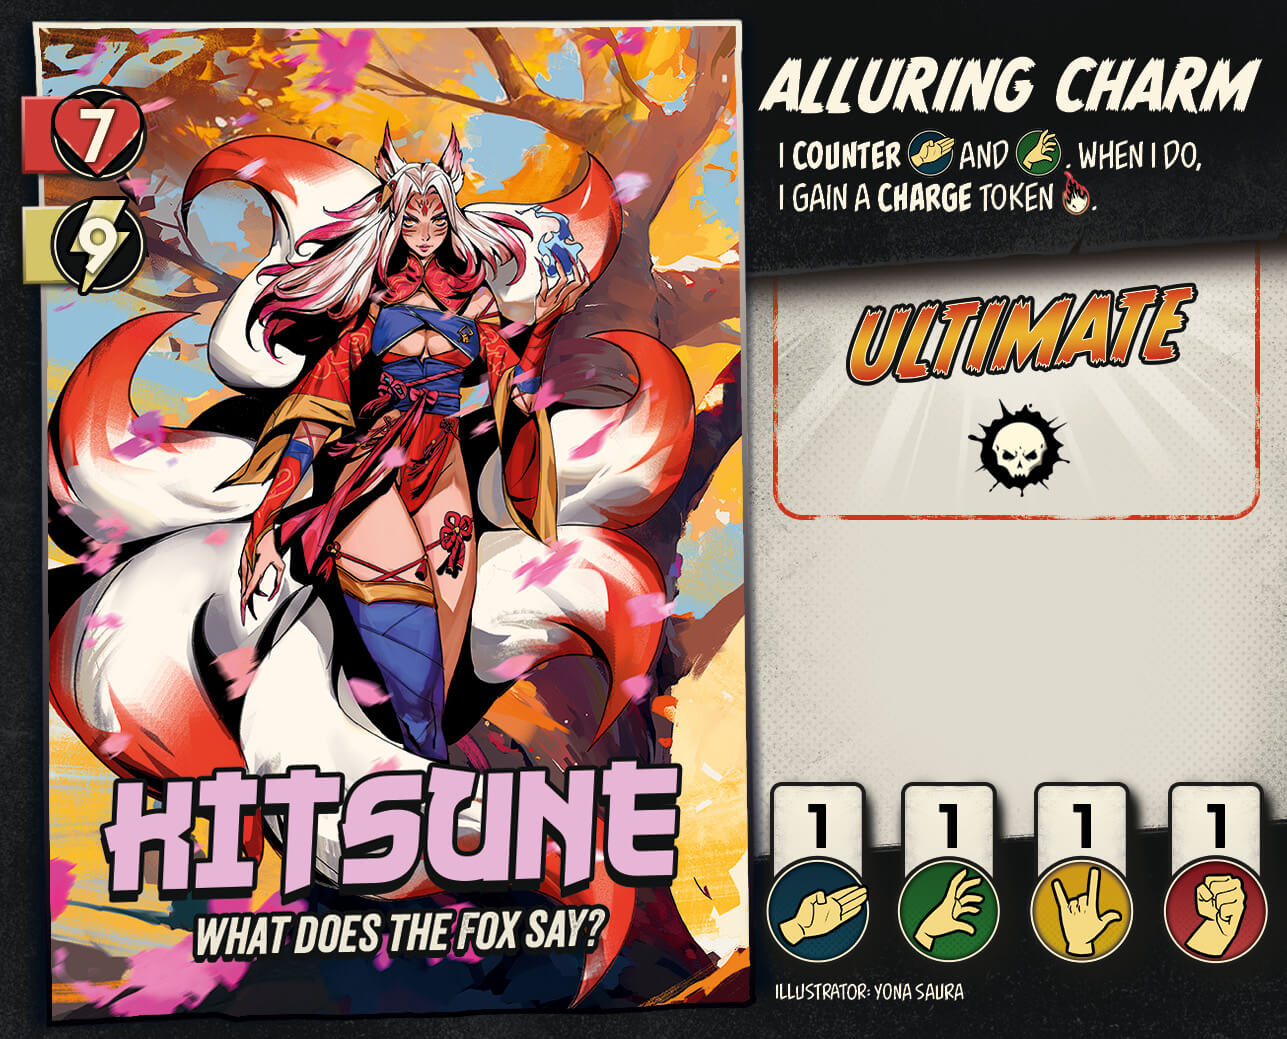 7
9
KITSUNE
WHAT DOES THE FOX SAY?
ALLURING CHARM
I COUNTER AND . WHEN I DO,
I GAIN A CHARGE TOKEN .
ULTIMATE
1 1 1 1
ILLUSTRATOR: YONA SAURA